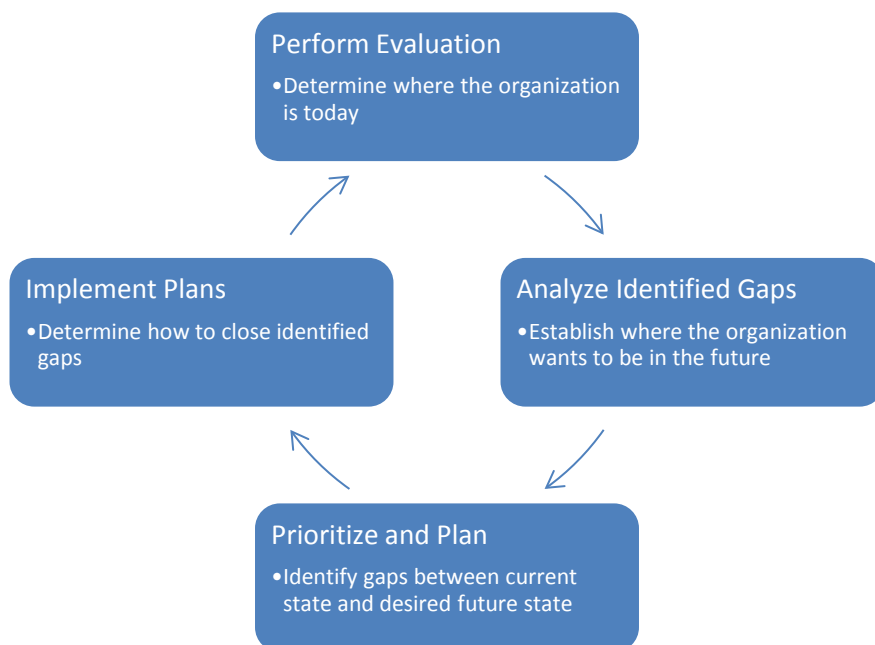 Perform Evaluation
•Determine where the organization
is today
Analyze Identified Gaps
•Establish where the organization
wants to be in the future
Prioritize and Plan
•Identify gaps between current
state and desired future state
Implement Plans
•Determine how to close identified
gaps